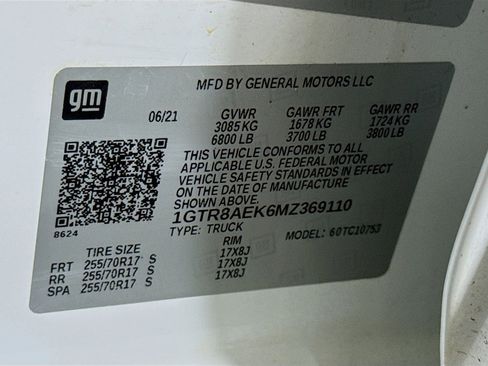 gm
MFD BY GENERAL MOTORS LLC
06/21 GVWR GAWR FRT GAWR RR
3085 KG 1678 KG 1724 KG
6800 LB 3700 LB 3800 LB
THIS VEHICLE CONFORMS TO ALL
APPLICABLE U.S. FEDERAL MOTOR
VEHICLE SAFETY STANDARDS IN EFFECT
ON THE DATE OF MANUFACTURE SHOWN ABOVE.
1GTR8AEK6MZ369110
8624
TYPE: TRUCK MODEL: 60TC10753
TIRE SIZE RIM
FRT 255/70R17 S 17X8J
RR 255/70R17 S 17X8J
SPA 255/70R17 S 17X8J